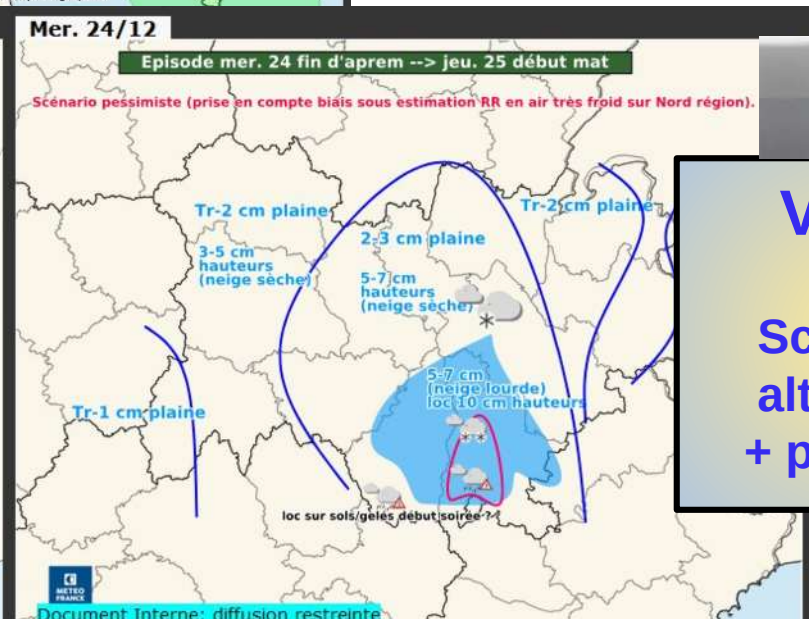 Mer. 24/12
Episode mer. 24 fin d'aprem --> jeu. 25 début mat
Scénario pessimiste (prise en compte biais sous estimation RR en air très froid sur Nord région).
Tr-2 cm plaine
Tr-2 cm plaine
3-5 cm
hauteurs
(neige sèche)
2-3 cm plaine
5-7 cm
hauteurs
(neige sèche)
5-7 cm
(neige lourde)
loc 10 cm hauteurs
Tr-1 cm plaine
loc sur sols gelés début soirée ?
METEO
FRANCE
Document Interne: diffusion restreinte
V
Sc
alt
+ p